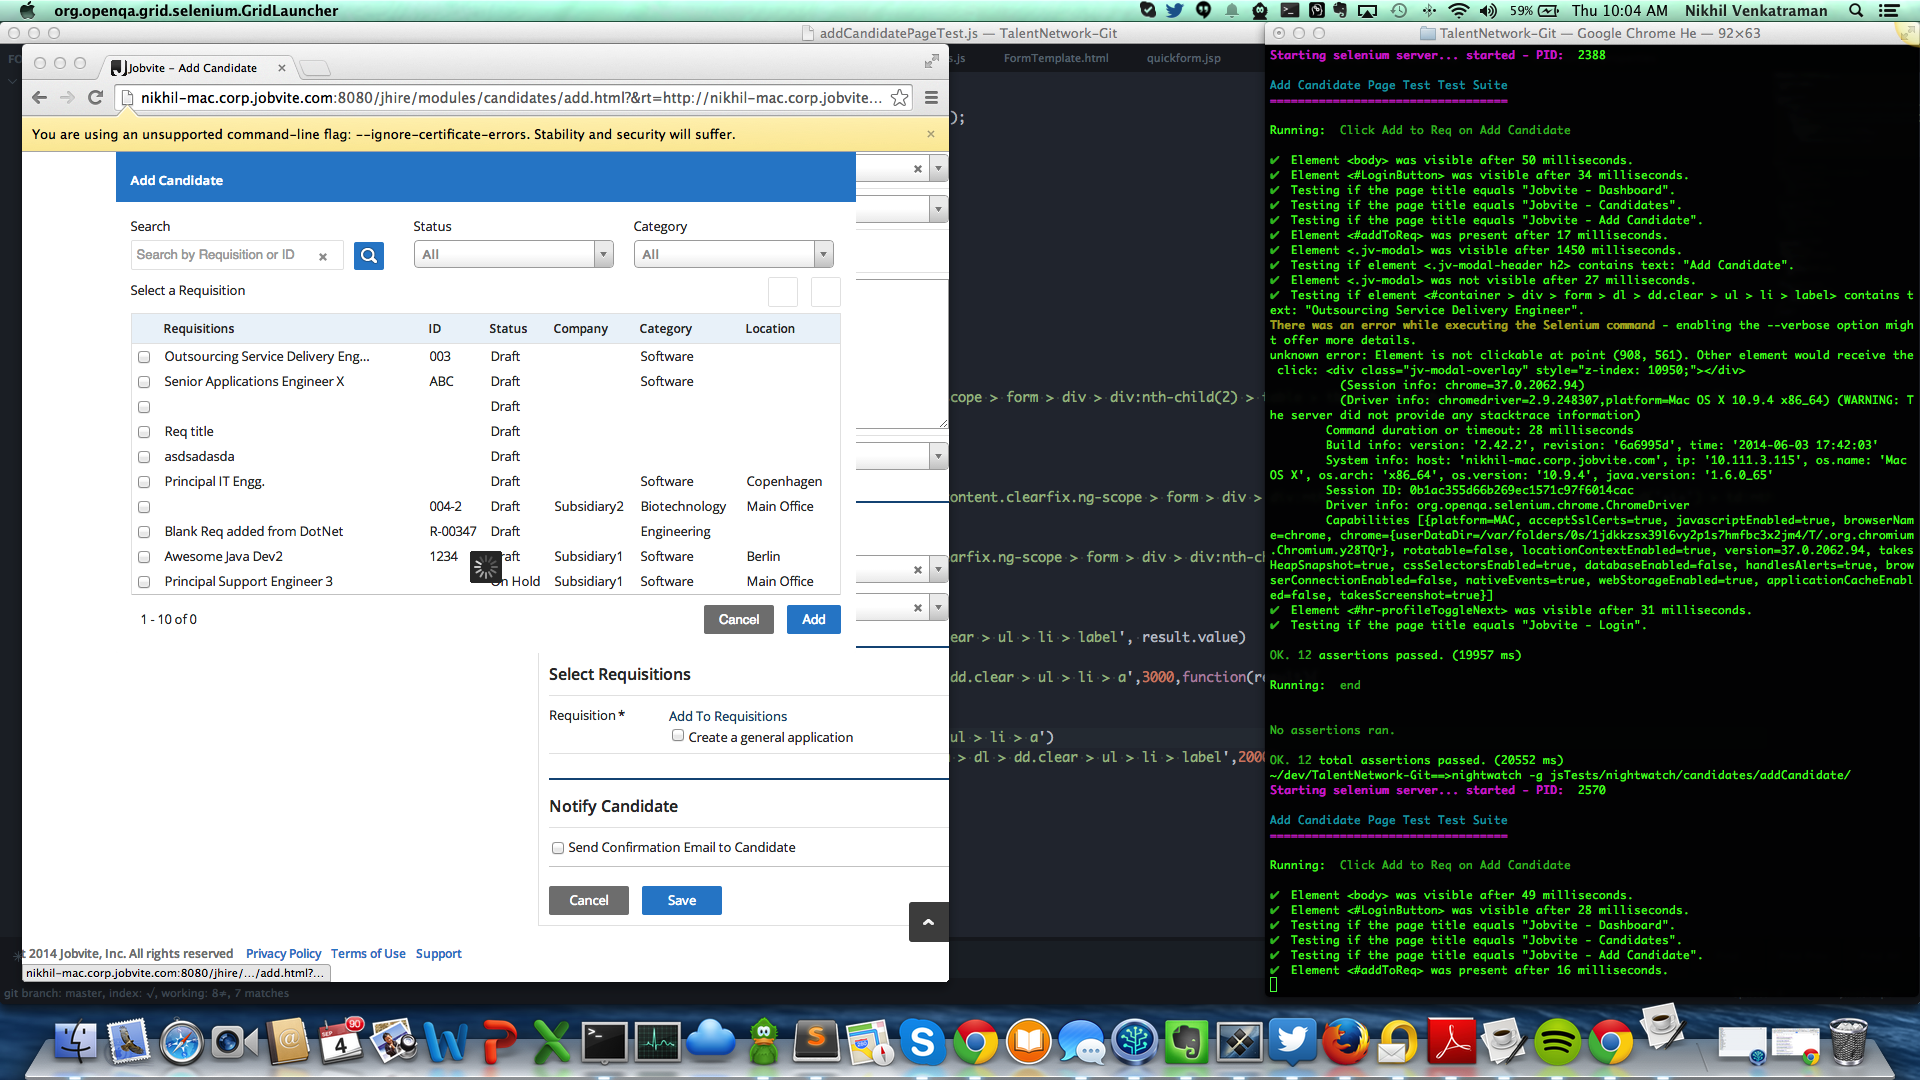 org.openqa.grid.selenium.GridLauncher
59%
Thu 10:04 AM
Nikhil Venkatraman
addCandidatePageTest.js — TalentNetwork-Git
s.js
FormTemplate.html
quickform.jsp
Jobvite - Add Candidate
nikhil-mac.corp.jobvite.com:8080/jhire/modules/candidates/add.html?&rt=http://nikhil-mac.corp.jobvite...
You are using an unsupported command-line flag: --ignore-certificate-errors. Stability and security will suffer.
Add Candidate
Search
Status
Category
Search by Requisition or ID
All
All
Select a Requisition
Requisitions ID Status Company Category Location
Outsourcing Service Delivery Eng... 003 Draft Software
Senior Applications Engineer X ABC Draft Software
Draft
Req title Draft
asdsadasda Draft
Principal IT Engg. Draft Software Copenhagen
004-2 Draft Subsidiary2 Biotechnology Main Office
Blank Req added from DotNet R-00347 Draft Engineering
Awesome Java Dev2 1234 raft Subsidiary1 Software Berlin
Principal Support Engineer 3 On Hold Subsidiary1 Software Main Office
1 - 10 of 0
Cancel
Add
Select Requisitions
Requisition * Add To Requisitions
Create a general application
Notify Candidate
Send Confirmation Email to Candidate
Cancel
Save
t 2014 Jobvite, Inc. All rights reserved Privacy Policy Terms of Use Support
nikhil-mac.corp.jobvite.com:8080/jhire/.../add.html?...
git branch: master, index: √, working: 8≠, 7 matches
);
cope > form > div > div:nth-child(2) > t
ontent.clearfix.ng-scope > form > div >
arfix.ng-scope > form > div > div:nth-ch
ear > ul > li > label', result.value)
dd.clear > ul > li > a',3000,function(re
ul > li > a')
> dl > dd.clear > ul > li > label',2000
TalentNetwork-Git — Google Chrome He — 92×63
Starting selenium server... started - PID: 2388
Add Candidate Page Test Test Suite
==================================
Running: Click Add to Req on Add Candidate
✔ Element <body> was visible after 50 milliseconds.
✔ Element <#LoginButton> was visible after 34 milliseconds.
✔ Testing if the page title equals "Jobvite - Dashboard".
✔ Testing if the page title equals "Jobvite - Candidates".
✔ Testing if the page title equals "Jobvite - Add Candidate".
✔ Element <#addToReq> was present after 17 milliseconds.
✔ Element <.jv-modal> was visible after 1450 milliseconds.
✔ Testing if element <.jv-modal-header h2> contains text: "Add Candidate".
✔ Element <.jv-modal> was not visible after 27 milliseconds.
✔ Testing if element <#container > div > form > dl > dd.clear > ul > li > label> contains t
ext: "Outsourcing Service Delivery Engineer".
There was an error while executing the Selenium command - enabling the --verbose option migh
t offer more details.
unknown error: Element is not clickable at point (908, 561). Other element would receive the
click: <div class="jv-modal-overlay" style="z-index: 10950;"></div>
(Session info: chrome=37.0.2062.94)
(Driver info: chromedriver=2.9.248307,platform=Mac OS X 10.9.4 x86_64) (WARNING: T
he server did not provide any stacktrace information)
Command duration or timeout: 28 milliseconds
Build info: version: '2.42.2', revision: '6a6995d', time: '2014-06-03 17:42:03'
System info: host: 'nikhil-mac.corp.jobvite.com', ip: '10.111.3.115', os.name: 'Mac
OS X', os.arch: 'x86_64', os.version: '10.9.4', java.version: '1.6.0_65'
Session ID: 0b1ac355d66b269ec1571c97f6014cac
Driver info: org.openqa.selenium.chrome.ChromeDriver
Capabilities [{platform=MAC, acceptSslCerts=true, javascriptEnabled=true, browserNam
e=chrome, chrome={userDataDir=/var/folders/0s/1jdkkzsx39l6vy2p1s7hmfbc3x2jm4/T/.org.chromium
.Chromium.y28TQr}, rotatable=false, locationContextEnabled=true, version=37.0.2062.94, takes
HeapSnapshot=true, cssSelectorsEnabled=true, databaseEnabled=false, handlesAlerts=true, brow
serConnectionEnabled=false, nativeEvents=true, webStorageEnabled=true, applicationCacheEnabl
ed=false, takesScreenshot=true}]
✔ Element <#hr-profileToggleNext> was visible after 31 milliseconds.
✔ Testing if the page title equals "Jobvite - Login".
OK. 12 assertions passed. (19957 ms)
Running: end
No assertions ran.
OK. 12 total assertions passed. (20552 ms)
~/dev/TalentNetwork-Git==>nightwatch -g jsTests/nightwatch/candidates/addCandidate/
Starting selenium server... started - PID: 2570
Add Candidate Page Test Test Suite
==================================
Running: Click Add to Req on Add Candidate
✔ Element <body> was visible after 49 milliseconds.
✔ Element <#LoginButton> was visible after 28 milliseconds.
✔ Testing if the page title equals "Jobvite - Dashboard".
✔ Testing if the page title equals "Jobvite - Candidates".
✔ Testing if the page title equals "Jobvite - Add Candidate".
✔ Element <#addToReq> was present after 16 milliseconds.
SEP
4
90